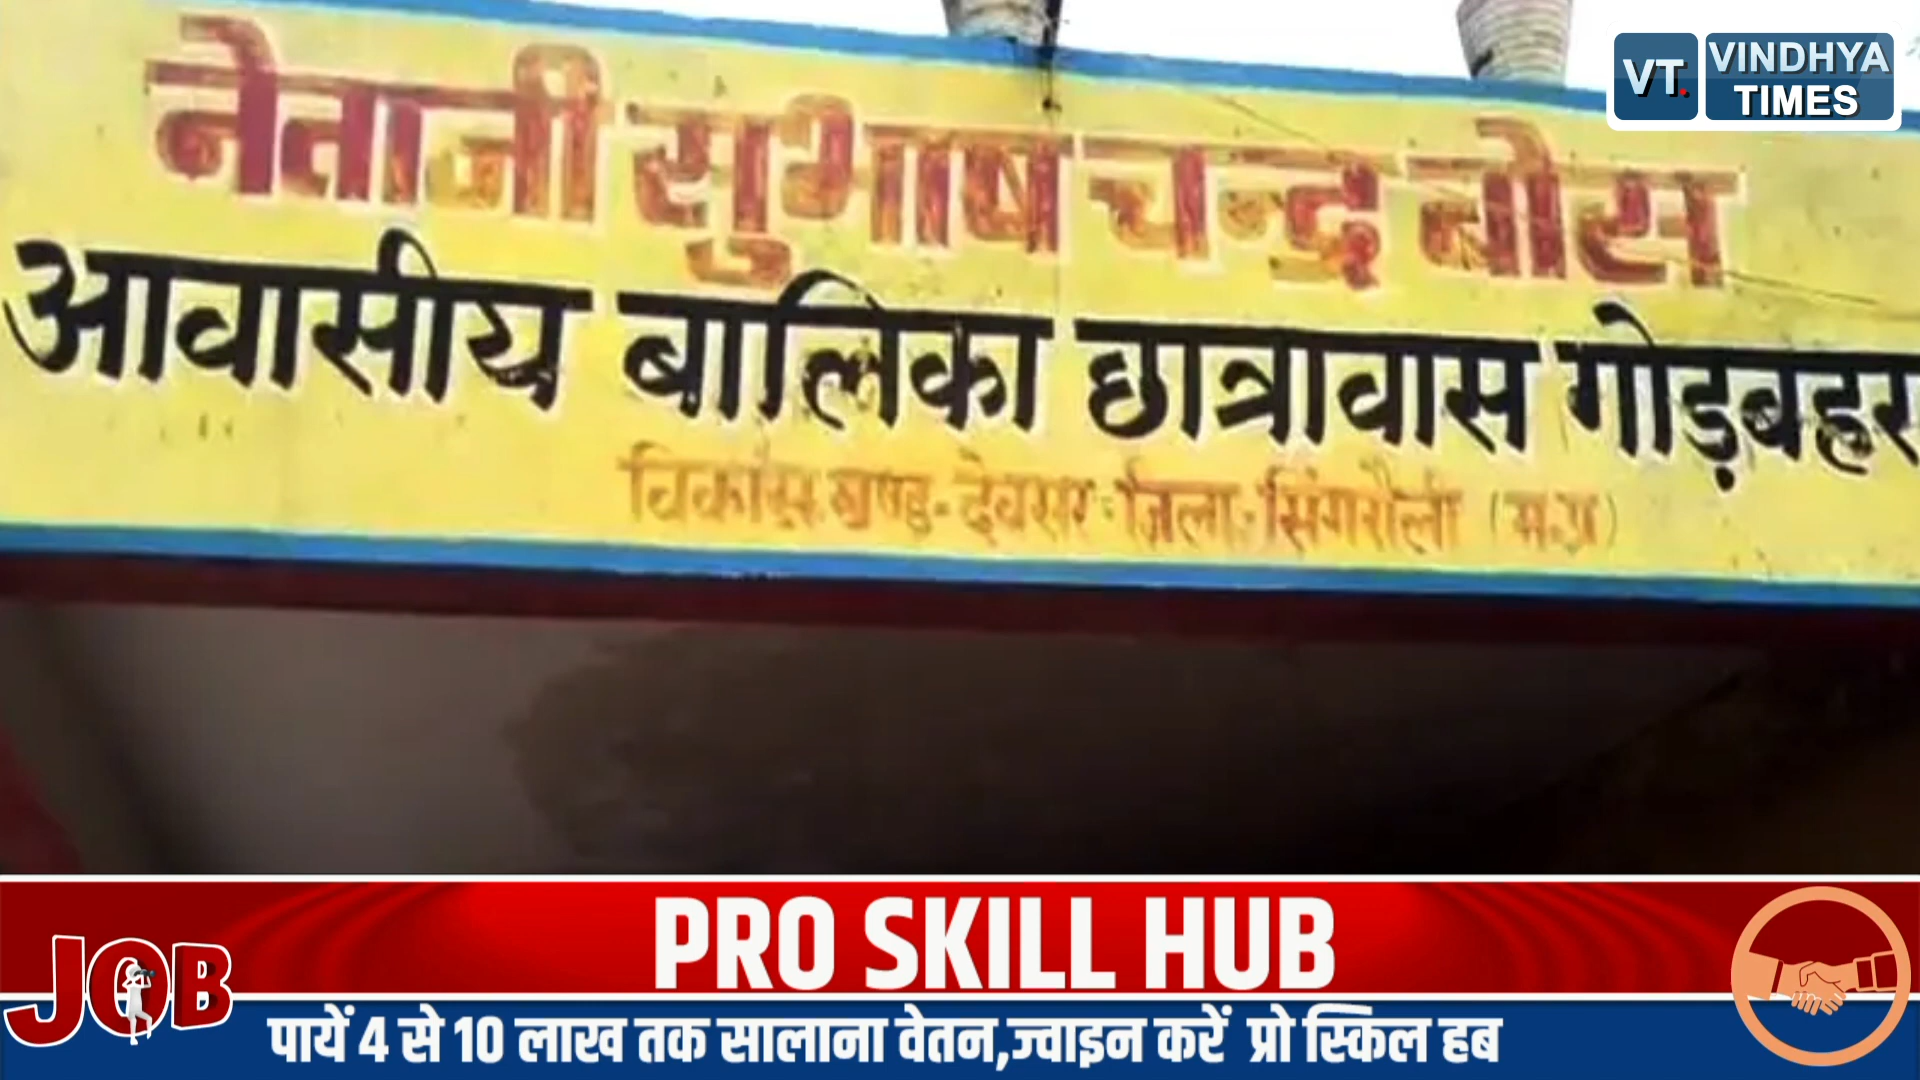 VT. VINDHYA TIMES
नेताजी सुभाष चन्द्र बोस
आवासीय बालिका छात्रावास गोड़बहरा
विकास खण्ड-देवसर जिला-सिंगरौली (म.प्र)
JOB
PRO SKILL HUB
पायें 4 से 10 लाख तक सालाना वेतन,ज्वाइन करें प्रो स्किल हब